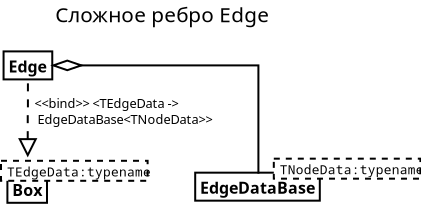 Сложное ребро Edge
Edge
<<bind>> <TEdgeData ->
EdgeDataBase<TNodeData>>
TEdgeData:typename
Box
TNodeData:typename
EdgeDataBase